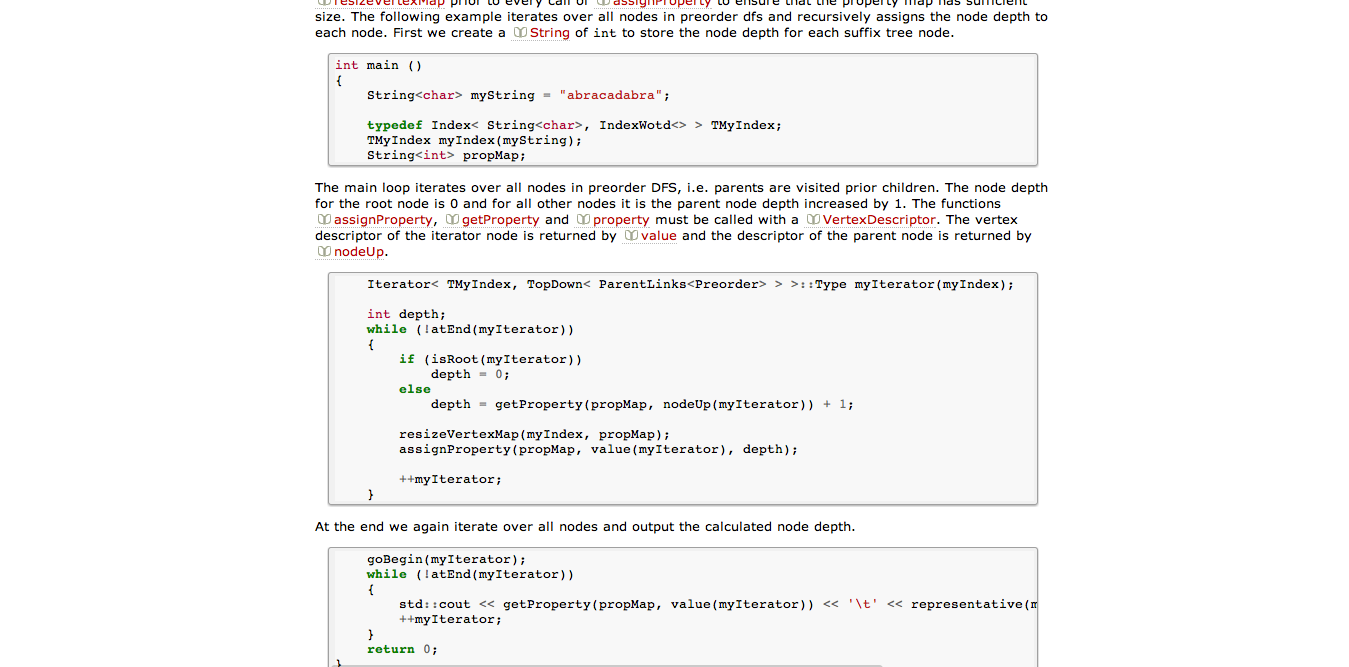 resizeVertexMap prior to every call of assignProperty to ensure that the property map has sufficient
size. The following example iterates over all nodes in preorder dfs and recursively assigns the node depth to
each node. First we create a String of int to store the node depth for each suffix tree node.
int main ()
{
    String<char> myString = "abracadabra";

    typedef Index< String<char>, IndexWotd<> > TMyIndex;
    TMyIndex myIndex(myString);
    String<int> propMap;
The main loop iterates over all nodes in preorder DFS, i.e. parents are visited prior children. The node depth
for the root node is 0 and for all other nodes it is the parent node depth increased by 1. The functions
assignProperty, getProperty and property must be called with a VertexDescriptor. The vertex
descriptor of the iterator node is returned by value and the descriptor of the parent node is returned by
nodeUp.
    Iterator< TMyIndex, TopDown< ParentLinks<Preorder> > >::Type myIterator(myIndex);

    int depth;
    while (!atEnd(myIterator))
    {
        if (isRoot(myIterator))
            depth = 0;
        else
            depth = getProperty(propMap, nodeUp(myIterator)) + 1;

        resizeVertexMap(myIndex, propMap);
        assignProperty(propMap, value(myIterator), depth);

        ++myIterator;
    }
At the end we again iterate over all nodes and output the calculated node depth.
    goBegin(myIterator);
    while (!atEnd(myIterator))
    {
        std::cout << getProperty(propMap, value(myIterator)) << '\t' << representative(m
        ++myIterator;
    }
    return 0;
}